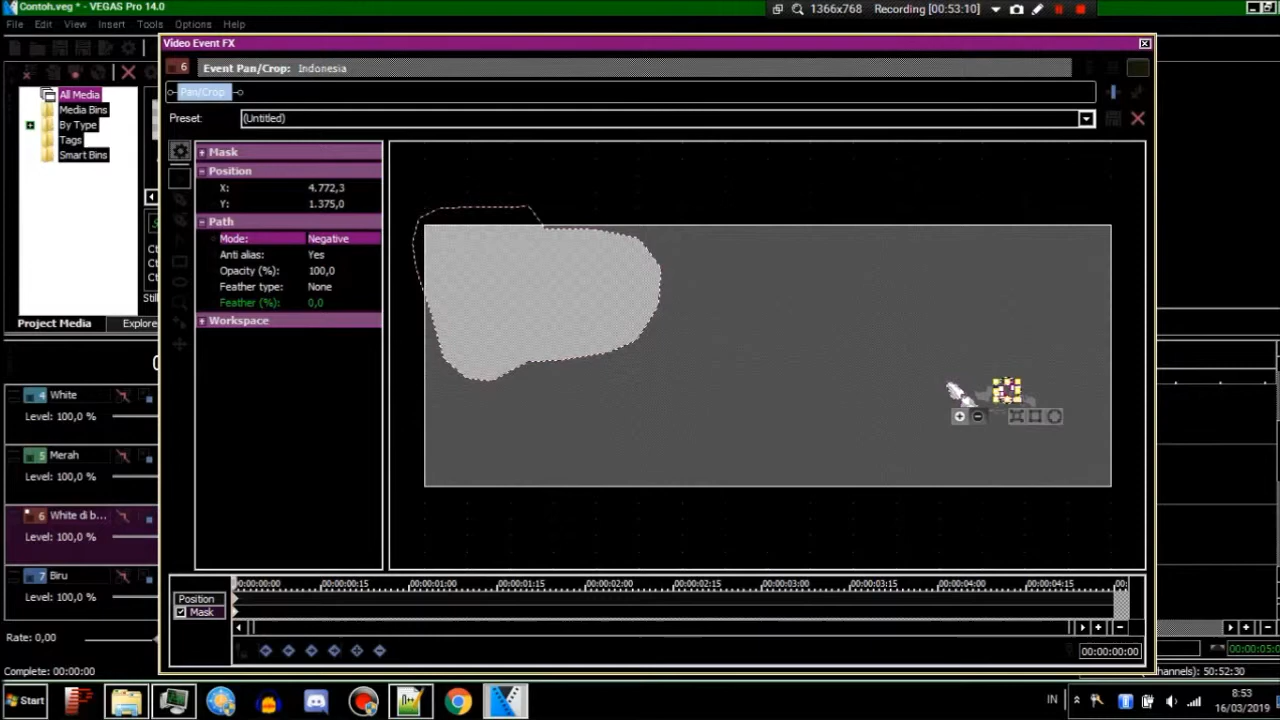 Contoh.veg * - VEGAS Pro 14.0
1366x768
Recording [00:53:10]
File Edit View Insert Tools Options Help
Video Event FX
Event Pan/Crop: Indonesia
Pan/Crop
Preset: (Untitled)
All Media
Media Bins
By Type
Tags
Smart Bins
Mask
Position
X: 4.772,3
Y: 1.375,0
Path
Mode: Negative
Anti alias: Yes
Opacity (%): 100,0
Feather type: None
Feather (%): 0,0
Workspace
Project Media
Explore
4 White
Level: 100,0 %
5 Merah
Level: 100,0 %
6 White di b...
Level: 100,0 %
7 Biru
Level: 100,0 %
Rate: 0,00
Complete: 00:00:00
00:00:00:00 00:00:00:15 00:00:01:00 00:00:01:15 00:00:02:00 00:00:02:15 00:00:03:00 00:00:03:15 00:00:04:00 00:00:04:15 00:
Position
Mask
00:00:00:00
00:00:05:0
hannels): 50:52:30
Start
IN
8:53
16/03/2019